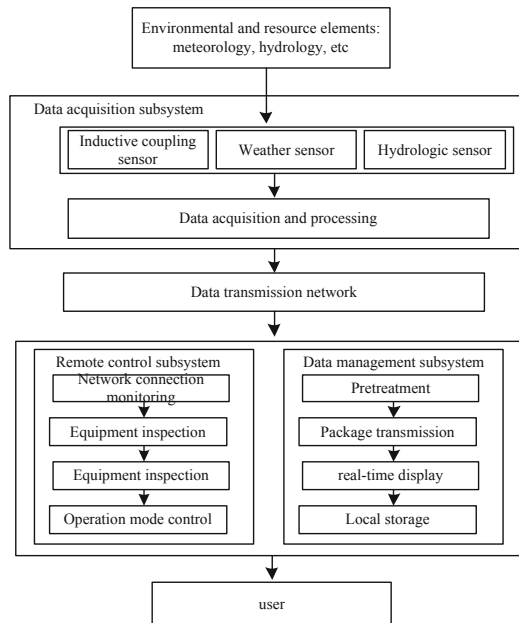 Environmental and resource elements:
meteorology, hydrology, etc
Data acquisition subsystem
Inductive coupling
sensor
Weather sensor
Hydrologic sensor
Data acquisition and processing
Data transmission network
Remote control subsystem
Network connection
monitoring
Equipment inspection
Equipment inspection
Operation mode control
Data management subsystem
Pretreatment
Package transmission
real-time display
Local storage
user